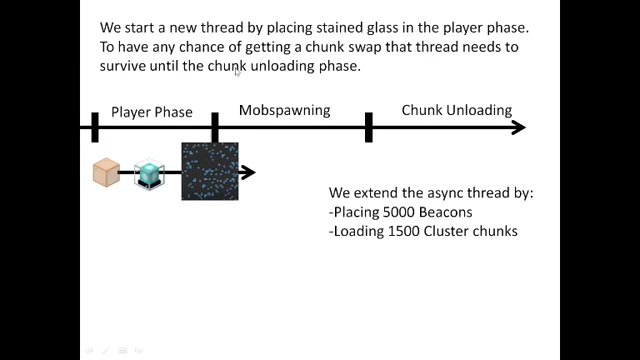 We start a new thread by placing stained glass in the player phase.
To have any chance of getting a chunk swap that thread needs to
survive until the chunk unloading phase.
Player Phase
Mobspawning
Chunk Unloading
We extend the async thread by:
-Placing 5000 Beacons
-Loading 1500 Cluster chunks